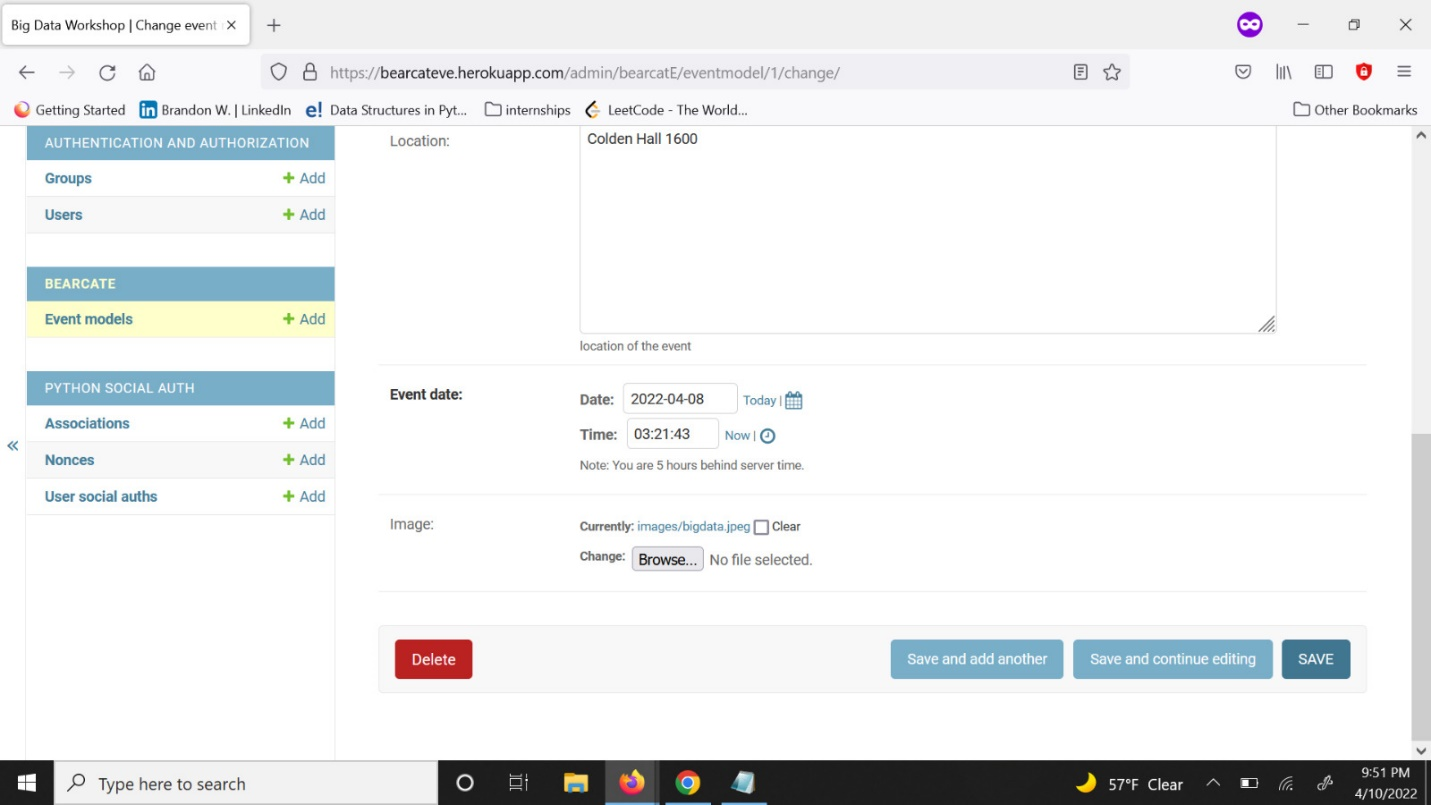 Big Data Workshop | Change event
https://bearcateve.herokuapp.com/admin/bearcatE/eventmodel/1/change/
Getting Started Brandon W. | LinkedIn Data Structures in Pyt... internships LeetCode - The World... Other Bookmarks
AUTHENTICATION AND AUTHORIZATION
Groups + Add
Users + Add
BEARCATE
Event models + Add
PYTHON SOCIAL AUTH
Associations + Add
Nonces + Add
User social auths + Add
«
Location:
Colden Hall 1600
location of the event
Event date:
Date: 2022-04-08 Today |
Time: 03:21:43 Now |
Note: You are 5 hours behind server time.
Image:
Currently: images/bigdata.jpeg Clear
Change: Browse... No file selected.
Delete Save and add another Save and continue editing SAVE
Type here to search
57°F Clear
9:51 PM
4/10/2022